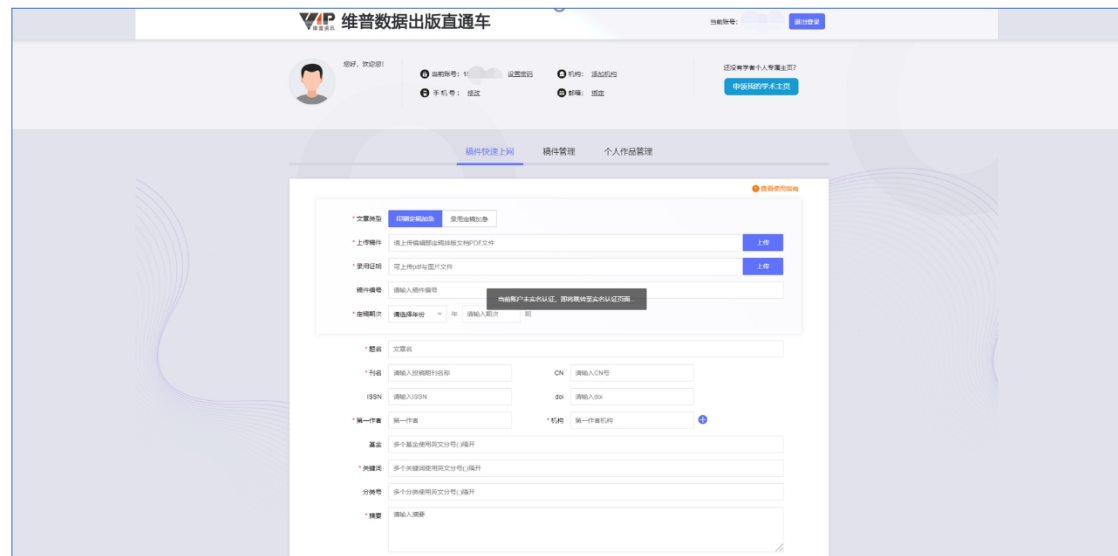 VIP 维普资讯 维普数据出版直通车
当前账号： 退出登录
您好，欢迎您！
当前账号：1 设置密码 机构： 添加机构
手机号： 修改 邮箱： 绑定
还没有学者个人专属主页？
申领我的学术主页
稿件快速上网 稿件管理 个人作品管理
查看使用指南
*文章类型 印刷定稿加急 录用定稿加急
*上传稿件 请上传编辑部定稿排版文档PDF文件 上传
*录用证明 可上传pdf与图片文件 上传
稿件编号 请输入稿件编号
当前账户未实名认证，即将跳转至实名认证页面...
请选择年份 年 请输入期次 期
*题名 文章名
*刊名 请输入投稿期刊名称 CN 请输入CN号
ISSN 请输入ISSN doi 请输入doi
*第一作者 第一作者 *机构 第一作者机构
基金 多个基金使用英文分号(;)隔开
*关键词 多个关键词使用英文分号(;)隔开
分类号 多个分类使用英文分号(;)隔开
*摘要 请输入摘要